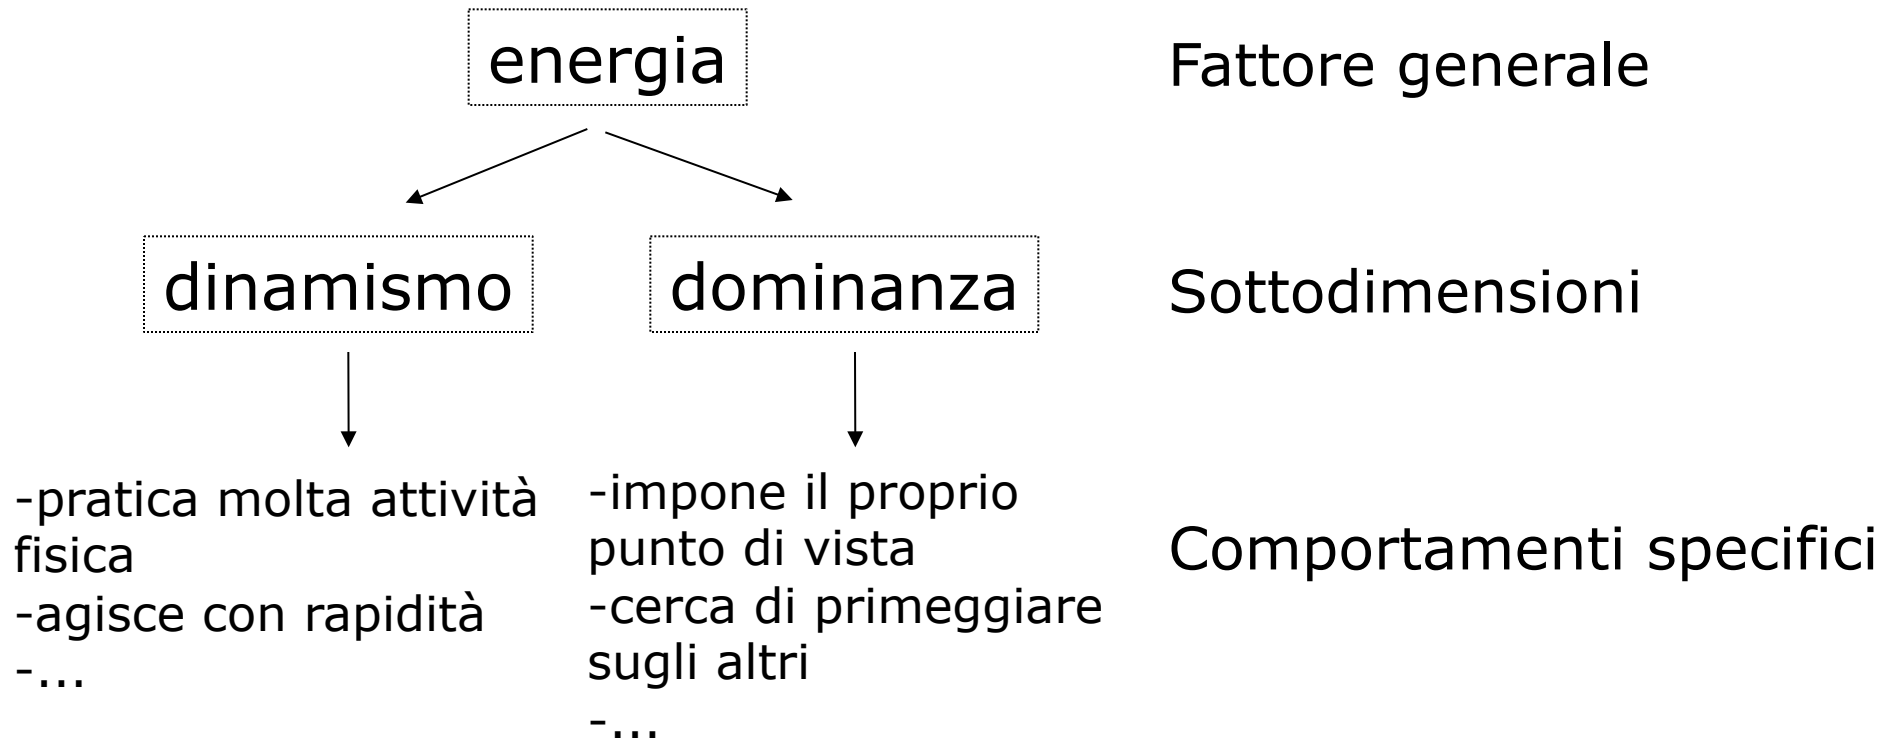 energia
Fattore generale
dinamismo
dominanza
Sottodimensioni
-pratica molta attività
fisica
-agisce con rapidità
-…
-impone il proprio
punto di vista
-cerca di primeggiare
sugli altri
-…
Comportamenti specifici